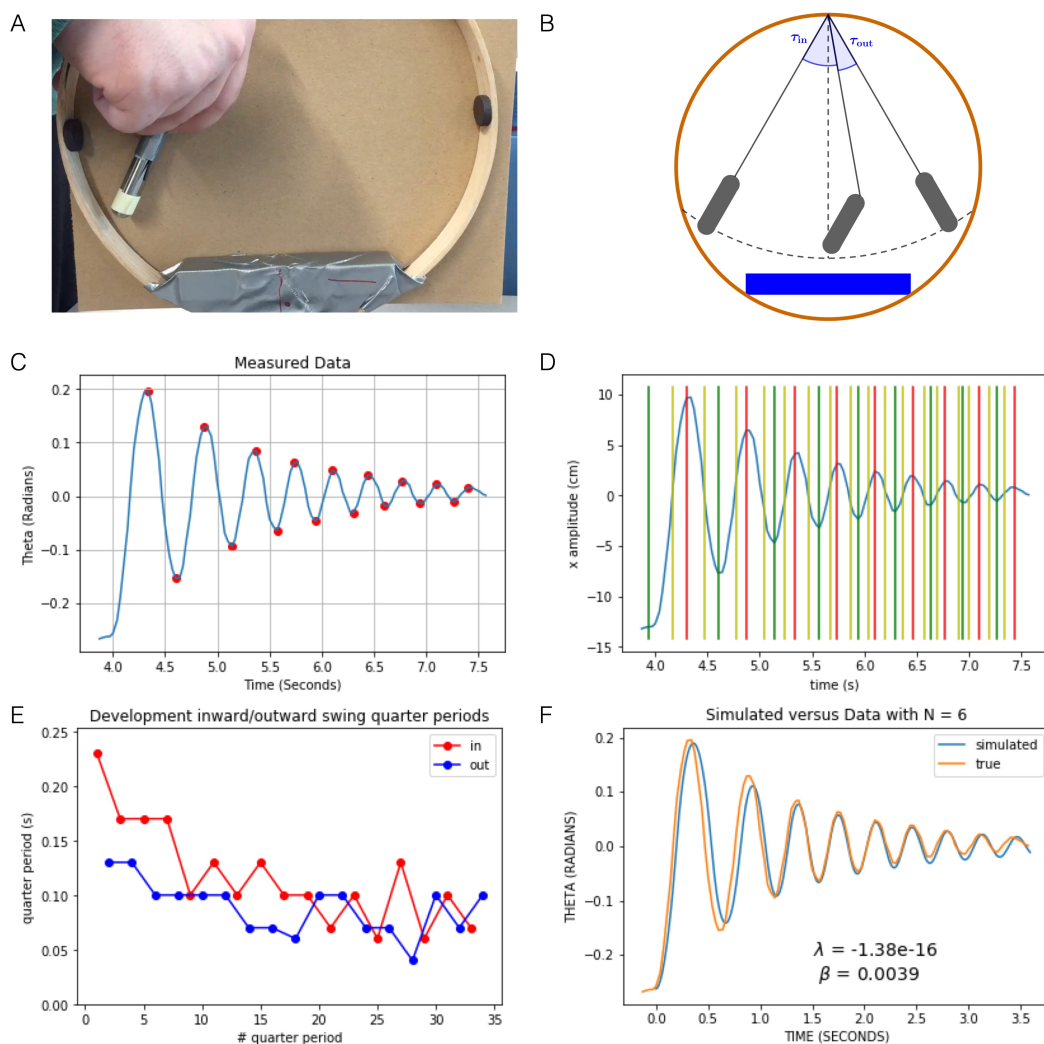 A
B
τin
τout
C
Measured Data
Theta (Radians)
0.2
0.1
0.0
−0.1
−0.2
4.0 4.5 5.0 5.5 6.0 6.5 7.0 7.5
Time (Seconds)
D
x amplitude (cm)
10
5
0
−5
−10
−15
4.0 4.5 5.0 5.5 6.0 6.5 7.0 7.5
time (s)
E
Development inward/outward swing quarter periods
quarter period (s)
0.25
0.20
0.15
0.10
0.05
0.00
in
out
0 5 10 15 20 25 30 35
# quarter period
F
Simulated versus Data with N = 6
THETA (RADIANS)
0.2
0.1
0.0
−0.1
−0.2
simulated
true
λ = -1.38e-16
β = 0.0039
0.0 0.5 1.0 1.5 2.0 2.5 3.0 3.5
TIME (SECONDS)